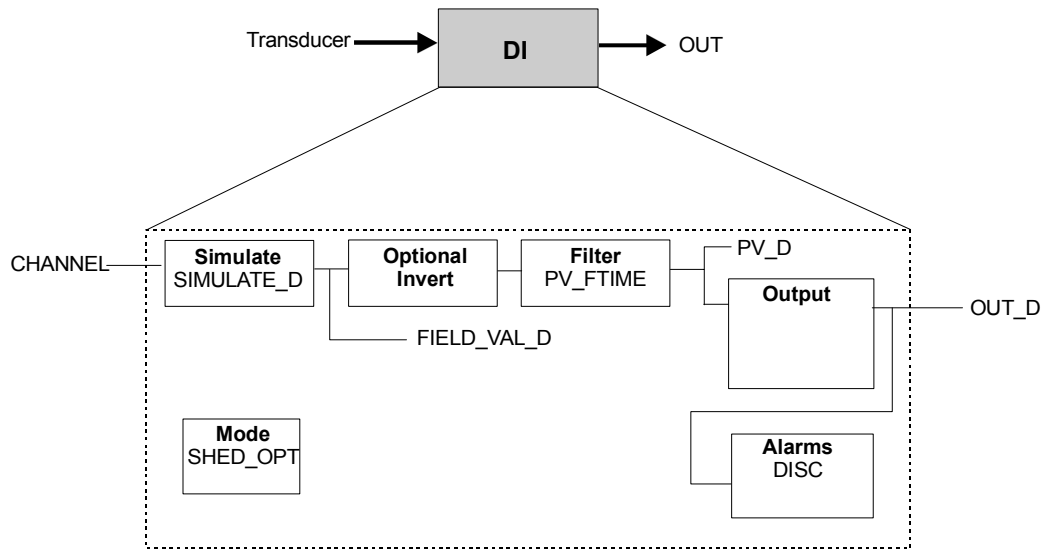 Transducer
DI
OUT
CHANNEL
Simulate
SIMULATE_D
Optional
Invert
Filter
PV_FTIME
PV_D
Output
OUT_D
FIELD_VAL_D
Mode
SHED_OPT
Alarms
DISC